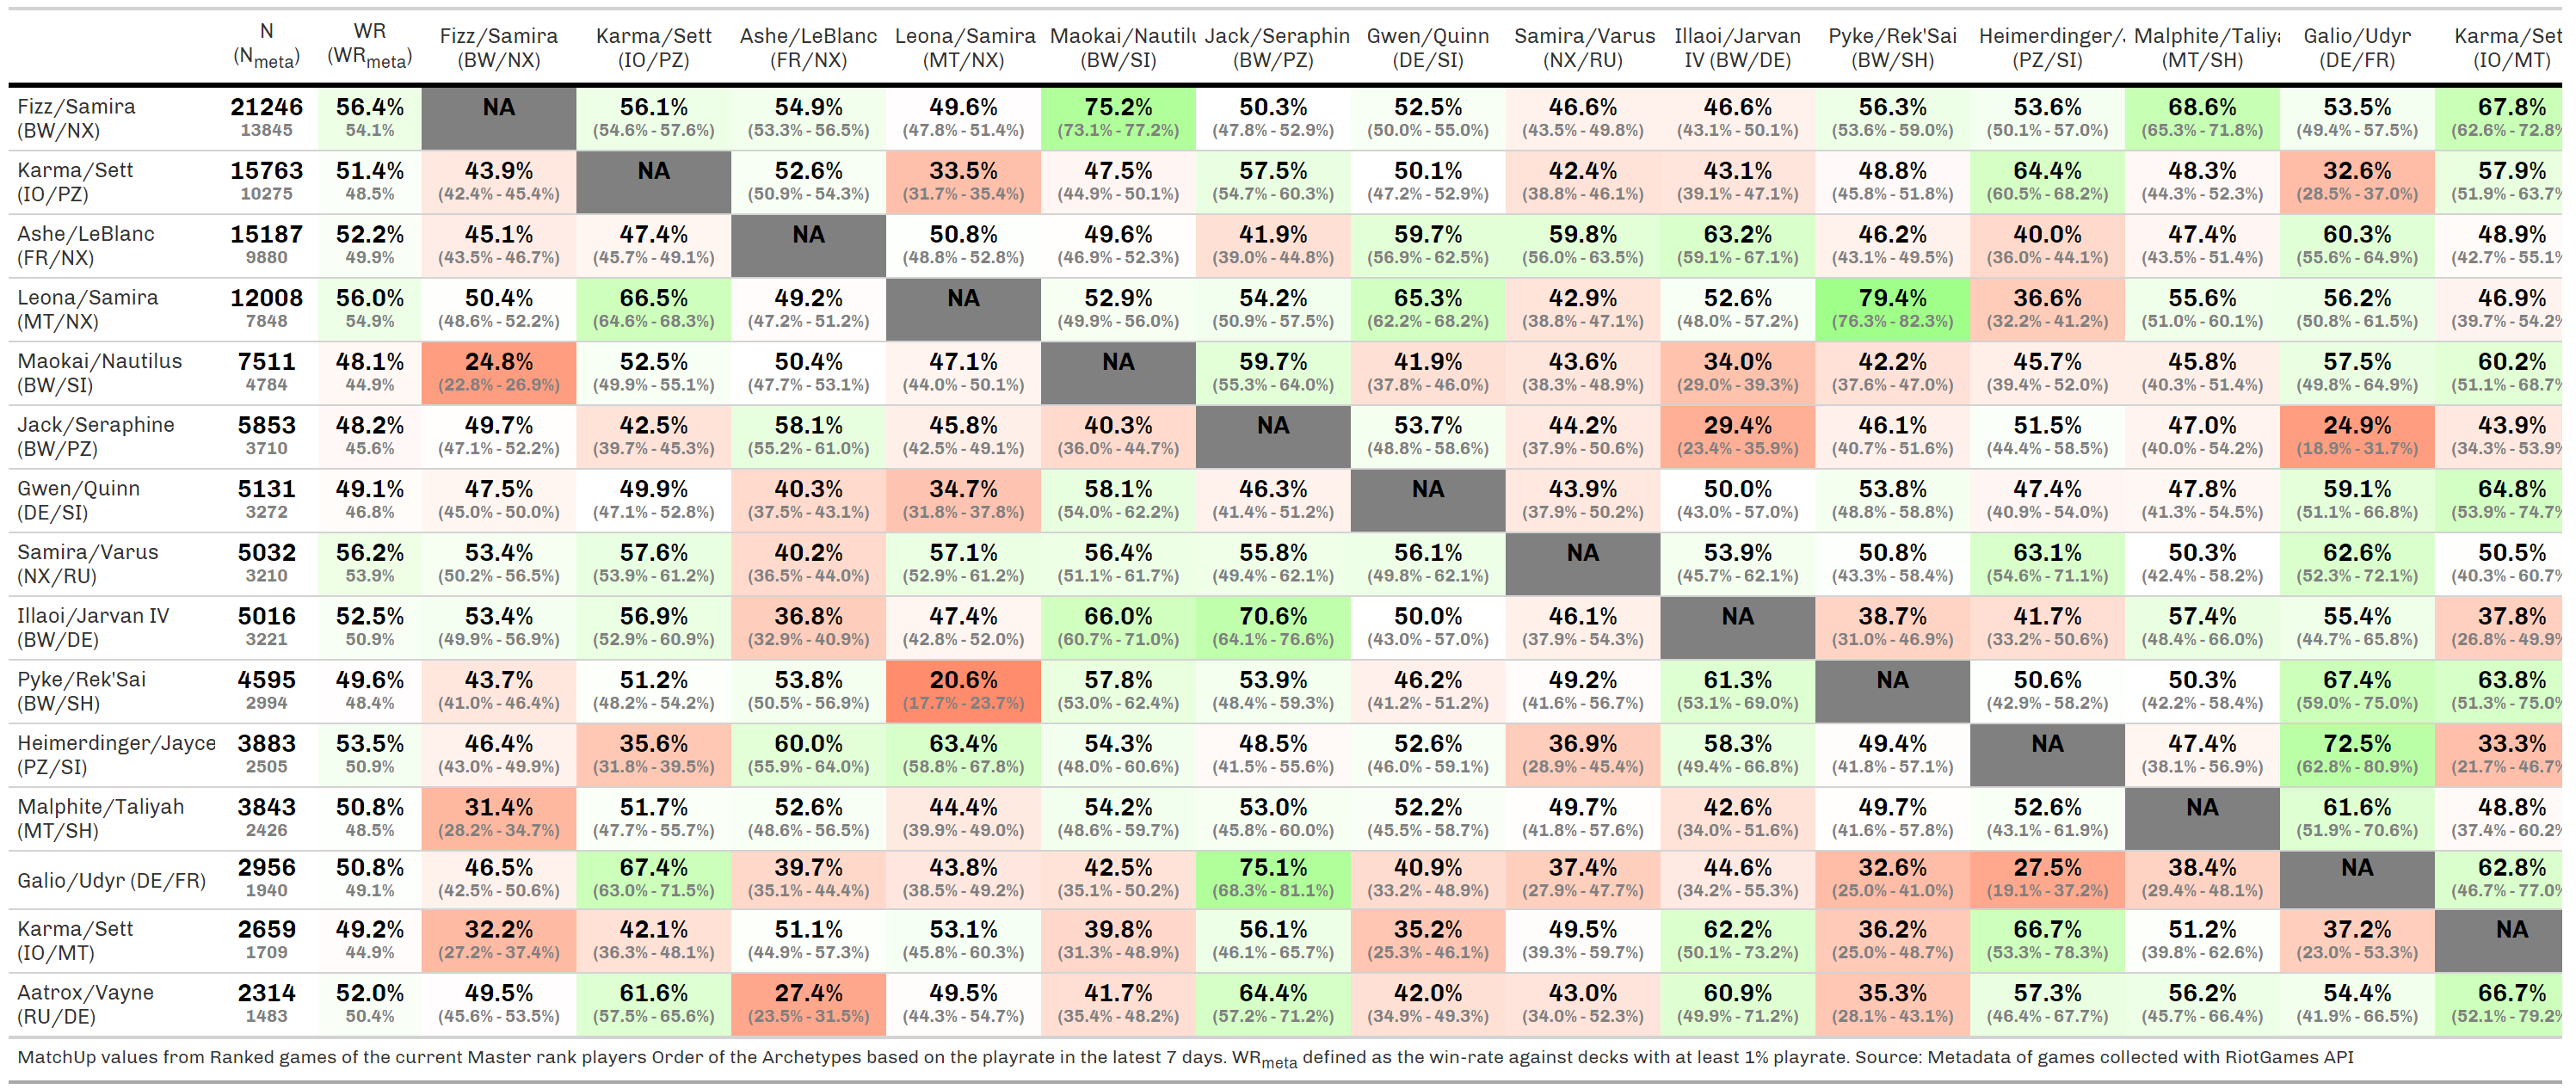 N WR Fizz/Samira Karma/Sett Ashe/LeBlanc Leona/Samira Maokai/Nautilu Jack/Seraphin Gwen/Quinn Samira/Varus Illaoi/Jarvan Pyke/Rek'Sai Heimerdinger/J Malphite/Taliya Galio/Udyr Karma/Set
(Nmeta) (WRmeta) (BW/NX) (IO/PZ) (FR/NX) (MT/NX) (BW/SI) (BW/PZ) (DE/SI) (NX/RU) IV (BW/DE) (BW/SH) (PZ/SI) (MT/SH) (DE/FR) (IO/MT)
Fizz/Samira 21246 56.4% NA 56.1% 54.9% 49.6% 75.2% 50.3% 52.5% 46.6% 46.6% 56.3% 53.6% 68.6% 53.5% 67.8%
(BW/NX) 13845 54.1% (54.6% - 57.6%) (53.3% - 56.5%) (47.8% - 51.4%) (73.1% - 77.2%) (47.8% - 52.9%) (50.0% - 55.0%) (43.5% - 49.8%) (43.1% - 50.1%) (53.6% - 59.0%) (50.1% - 57.0%) (65.3% - 71.8%) (49.4% - 57.5%) (62.6% - 72.8%
Karma/Sett 15763 51.4% 43.9% NA 52.6% 33.5% 47.5% 57.5% 50.1% 42.4% 43.1% 48.8% 64.4% 48.3% 32.6% 57.9%
(IO/PZ) 10275 48.5% (42.4% - 45.4%) (50.9% - 54.3%) (31.7% - 35.4%) (44.9% - 50.1%) (54.7% - 60.3%) (47.2% - 52.9%) (38.8% - 46.1%) (39.1% - 47.1%) (45.8% - 51.8%) (60.5% - 68.2%) (44.3% - 52.3%) (28.5% - 37.0%) (51.9% - 63.7%
Ashe/LeBlanc 15187 52.2% 45.1% 47.4% NA 50.8% 49.6% 41.9% 59.7% 59.8% 63.2% 46.2% 40.0% 47.4% 60.3% 48.9%
(FR/NX) 9880 49.9% (43.5% - 46.7%) (45.7% - 49.1%) (48.8% - 52.8%) (46.9% - 52.3%) (39.0% - 44.8%) (56.9% - 62.5%) (56.0% - 63.5%) (59.1% - 67.1%) (43.1% - 49.5%) (36.0% - 44.1%) (43.5% - 51.4%) (55.6% - 64.9%) (42.7% - 55.1%
Leona/Samira 12008 56.0% 50.4% 66.5% 49.2% NA 52.9% 54.2% 65.3% 42.9% 52.6% 79.4% 36.6% 55.6% 56.2% 46.9%
(MT/NX) 7848 54.9% (48.6% - 52.2%) (64.6% - 68.3%) (47.2% - 51.2%) (49.9% - 56.0%) (50.9% - 57.5%) (62.2% - 68.2%) (38.8% - 47.1%) (48.0% - 57.2%) (76.3% - 82.3%) (32.2% - 41.2%) (51.0% - 60.1%) (50.8% - 61.5%) (39.7% - 54.2%
Maokai/Nautilus 7511 48.1% 24.8% 52.5% 50.4% 47.1% NA 59.7% 41.9% 43.6% 34.0% 42.2% 45.7% 45.8% 57.5% 60.2%
(BW/SI) 4784 44.9% (22.8% - 26.9%) (49.9% - 55.1%) (47.7% - 53.1%) (44.0% - 50.1%) (55.3% - 64.0%) (37.8% - 46.0%) (38.3% - 48.9%) (29.0% - 39.3%) (37.6% - 47.0%) (39.4% - 52.0%) (40.3% - 51.4%) (49.8% - 64.9%) (51.1% - 68.7%
Jack/Seraphine 5853 48.2% 49.7% 42.5% 58.1% 45.8% 40.3% NA 53.7% 44.2% 29.4% 46.1% 51.5% 47.0% 24.9% 43.9%
(BW/PZ) 3710 45.6% (47.1% - 52.2%) (39.7% - 45.3%) (55.2% - 61.0%) (42.5% - 49.1%) (36.0% - 44.7%) (48.8% - 58.6%) (37.9% - 50.6%) (23.4% - 35.9%) (40.7% - 51.6%) (44.4% - 58.5%) (40.0% - 54.2%) (18.9% - 31.7%) (34.3% - 53.9%
Gwen/Quinn 5131 49.1% 47.5% 49.9% 40.3% 34.7% 58.1% 46.3% NA 43.9% 50.0% 53.8% 47.4% 47.8% 59.1% 64.8%
(DE/SI) 3272 46.8% (45.0% - 50.0%) (47.1% - 52.8%) (37.5% - 43.1%) (31.8% - 37.8%) (54.0% - 62.2%) (41.4% - 51.2%) (37.9% - 50.2%) (43.0% - 57.0%) (48.8% - 58.8%) (40.9% - 54.0%) (41.3% - 54.5%) (51.1% - 66.8%) (53.9% - 74.7%
Samira/Varus 5032 56.2% 53.4% 57.6% 40.2% 57.1% 56.4% 55.8% 56.1% NA 53.9% 50.8% 63.1% 50.3% 62.6% 50.5%
(NX/RU) 3210 53.9% (50.2% - 56.5%) (53.9% - 61.2%) (36.5% - 44.0%) (52.9% - 61.2%) (51.1% - 61.7%) (49.4% - 62.1%) (49.8% - 62.1%) (45.7% - 62.1%) (43.3% - 58.4%) (54.6% - 71.1%) (42.4% - 58.2%) (52.3% - 72.1%) (40.3% - 60.7%
Illaoi/Jarvan IV 5016 52.5% 53.4% 56.9% 36.8% 47.4% 66.0% 70.6% 50.0% 46.1% NA 38.7% 41.7% 57.4% 55.4% 37.8%
(BW/DE) 3221 50.9% (49.9% - 56.9%) (52.9% - 60.9%) (32.9% - 40.9%) (42.8% - 52.0%) (60.7% - 71.0%) (64.1% - 76.6%) (43.0% - 57.0%) (37.9% - 54.3%) (31.0% - 46.9%) (33.2% - 50.6%) (48.4% - 66.0%) (44.7% - 65.8%) (26.8% - 49.9%
Pyke/Rek'Sai 4595 49.6% 43.7% 51.2% 53.8% 20.6% 57.8% 53.9% 46.2% 49.2% 61.3% NA 50.6% 50.3% 67.4% 63.8%
(BW/SH) 2994 48.4% (41.0% - 46.4%) (48.2% - 54.2%) (50.5% - 56.9%) (17.7% - 23.7%) (53.0% - 62.4%) (48.4% - 59.3%) (41.2% - 51.2%) (41.6% - 56.7%) (53.1% - 69.0%) (42.9% - 58.2%) (42.2% - 58.4%) (59.0% - 75.0%) (51.3% - 75.0%
Heimerdinger/Jayce 3883 53.5% 46.4% 35.6% 60.0% 63.4% 54.3% 48.5% 52.6% 36.9% 58.3% 49.4% NA 47.4% 72.5% 33.3%
(PZ/SI) 2505 50.9% (43.0% - 49.9%) (31.8% - 39.5%) (55.9% - 64.0%) (58.8% - 67.8%) (48.0% - 60.6%) (41.5% - 55.6%) (46.0% - 59.1%) (28.9% - 45.4%) (49.4% - 66.8%) (41.8% - 57.1%) (38.1% - 56.9%) (62.8% - 80.9%) (21.7% - 46.7%
Malphite/Taliyah 3843 50.8% 31.4% 51.7% 52.6% 44.4% 54.2% 53.0% 52.2% 49.7% 42.6% 49.7% 52.6% NA 61.6% 48.8%
(MT/SH) 2426 48.5% (28.2% - 34.7%) (47.7% - 55.7%) (48.6% - 56.5%) (39.9% - 49.0%) (48.6% - 59.7%) (45.8% - 60.0%) (45.5% - 58.7%) (41.8% - 57.6%) (34.0% - 51.6%) (41.6% - 57.8%) (43.1% - 61.9%) (51.9% - 70.6%) (37.4% - 60.2%
Galio/Udyr (DE/FR) 2956 50.8% 46.5% 67.4% 39.7% 43.8% 42.5% 75.1% 40.9% 37.4% 44.6% 32.6% 27.5% 38.4% NA 62.8%
1940 49.1% (42.5% - 50.6%) (63.0% - 71.5%) (35.1% - 44.4%) (38.5% - 49.2%) (35.1% - 50.2%) (68.3% - 81.1%) (33.2% - 48.9%) (27.9% - 47.7%) (34.2% - 55.3%) (25.0% - 41.0%) (19.1% - 37.2%) (29.4% - 48.1%) (46.7% - 77.0%
Karma/Sett 2659 49.2% 32.2% 42.1% 51.1% 53.1% 39.8% 56.1% 35.2% 49.5% 62.2% 36.2% 66.7% 51.2% 37.2% NA
(IO/MT) 1709 44.9% (27.2% - 37.4%) (36.3% - 48.1%) (44.9% - 57.3%) (45.8% - 60.3%) (31.3% - 48.9%) (46.1% - 65.7%) (25.3% - 46.1%) (39.3% - 59.7%) (50.1% - 73.2%) (25.0% - 48.7%) (53.3% - 78.3%) (39.8% - 62.6%) (23.0% - 53.3%)
Aatrox/Vayne 2314 52.0% 49.5% 61.6% 27.4% 49.5% 41.7% 64.4% 42.0% 43.0% 60.9% 35.3% 57.3% 56.2% 54.4% 66.7%
(RU/DE) 1483 50.4% (45.6% - 53.5%) (57.5% - 65.6%) (23.5% - 31.5%) (44.3% - 54.7%) (35.4% - 48.2%) (57.2% - 71.2%) (34.9% - 49.3%) (34.0% - 52.3%) (49.9% - 71.2%) (28.1% - 43.1%) (46.4% - 67.7%) (45.7% - 66.4%) (41.9% - 66.5%) (52.1% - 79.2%
MatchUp values from Ranked games of the current Master rank players Order of the Archetypes based on the playrate in the latest 7 days. WRmeta defined as the win-rate against decks with at least 1% playrate. Source: Metadata of games collected with RiotGames API